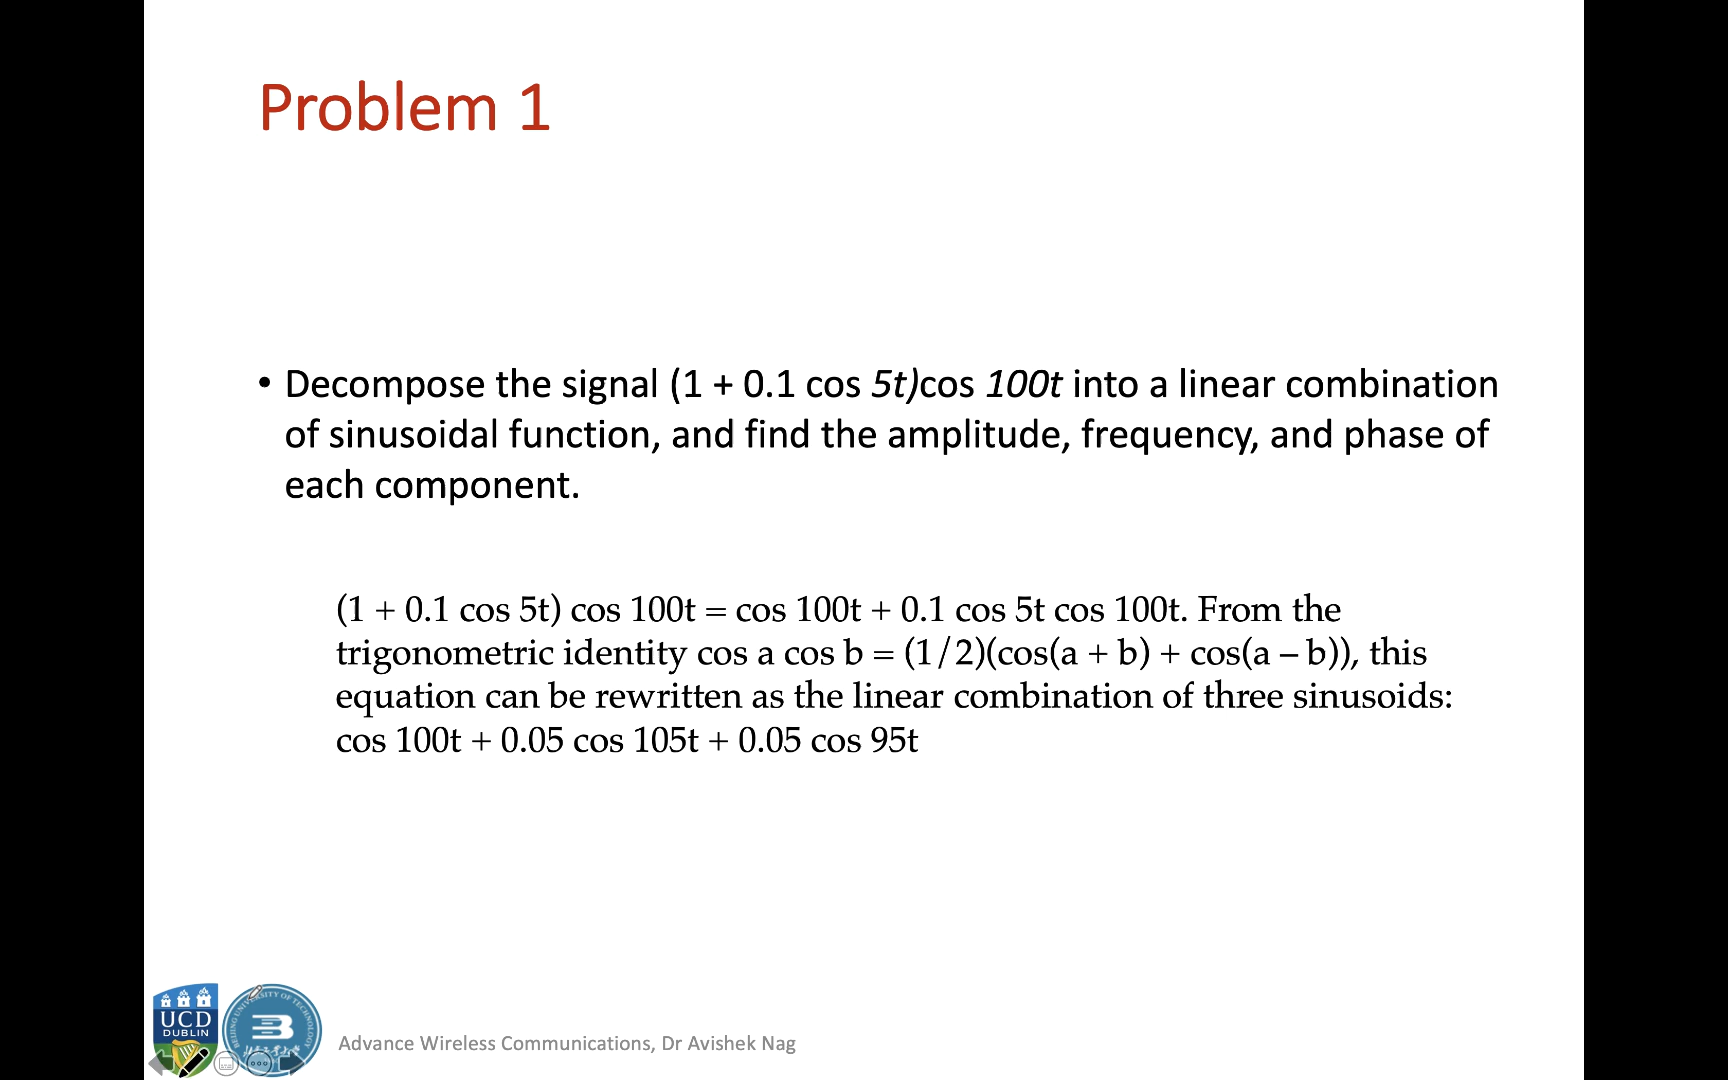 Problem 1
• Decompose the signal (1 + 0.1 cos 5t)cos 100t into a linear combination
of sinusoidal function, and find the amplitude, frequency, and phase of
each component.
(1 + 0.1 cos 5t) cos 100t = cos 100t + 0.1 cos 5t cos 100t. From the
trigonometric identity cos a cos b = (1/2)(cos(a + b) + cos(a – b)), this
equation can be rewritten as the linear combination of three sinusoids:
cos 100t + 0.05 cos 105t + 0.05 cos 95t
UCD
DUBLIN
Advance Wireless Communications, Dr Avishek Nag